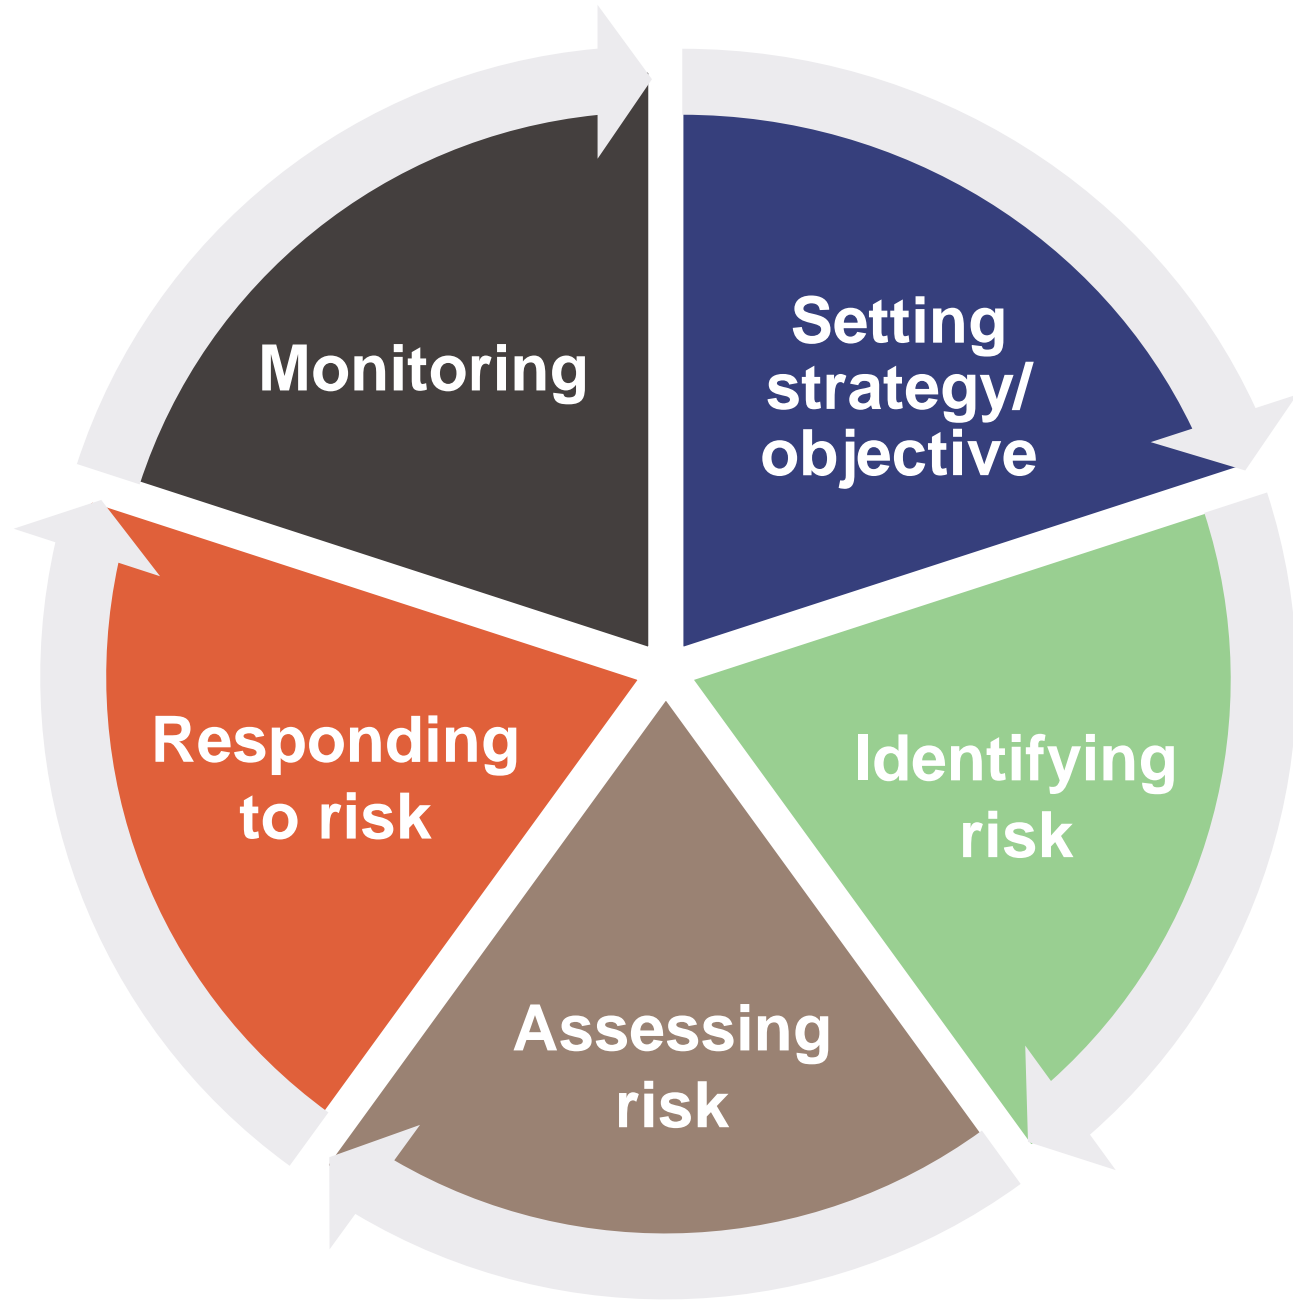 Setting
strategy/
objective
Identifying
risk
Assessing
risk
Responding
to risk
Monitoring